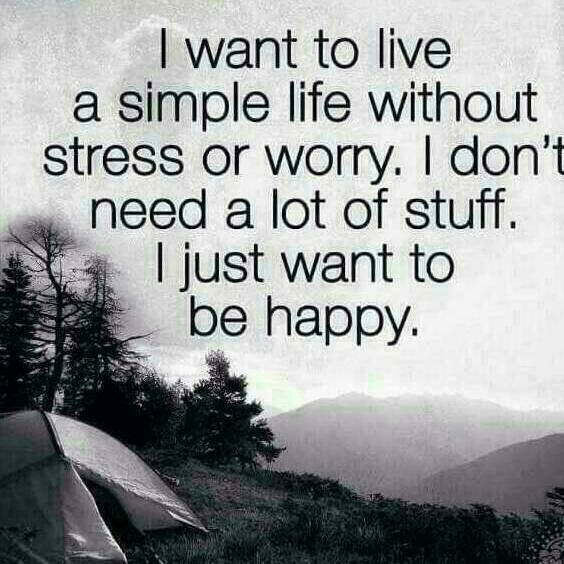 I want to live
a simple life without
stress or worry. I don't
need a lot of stuff.
I just want to
be happy.